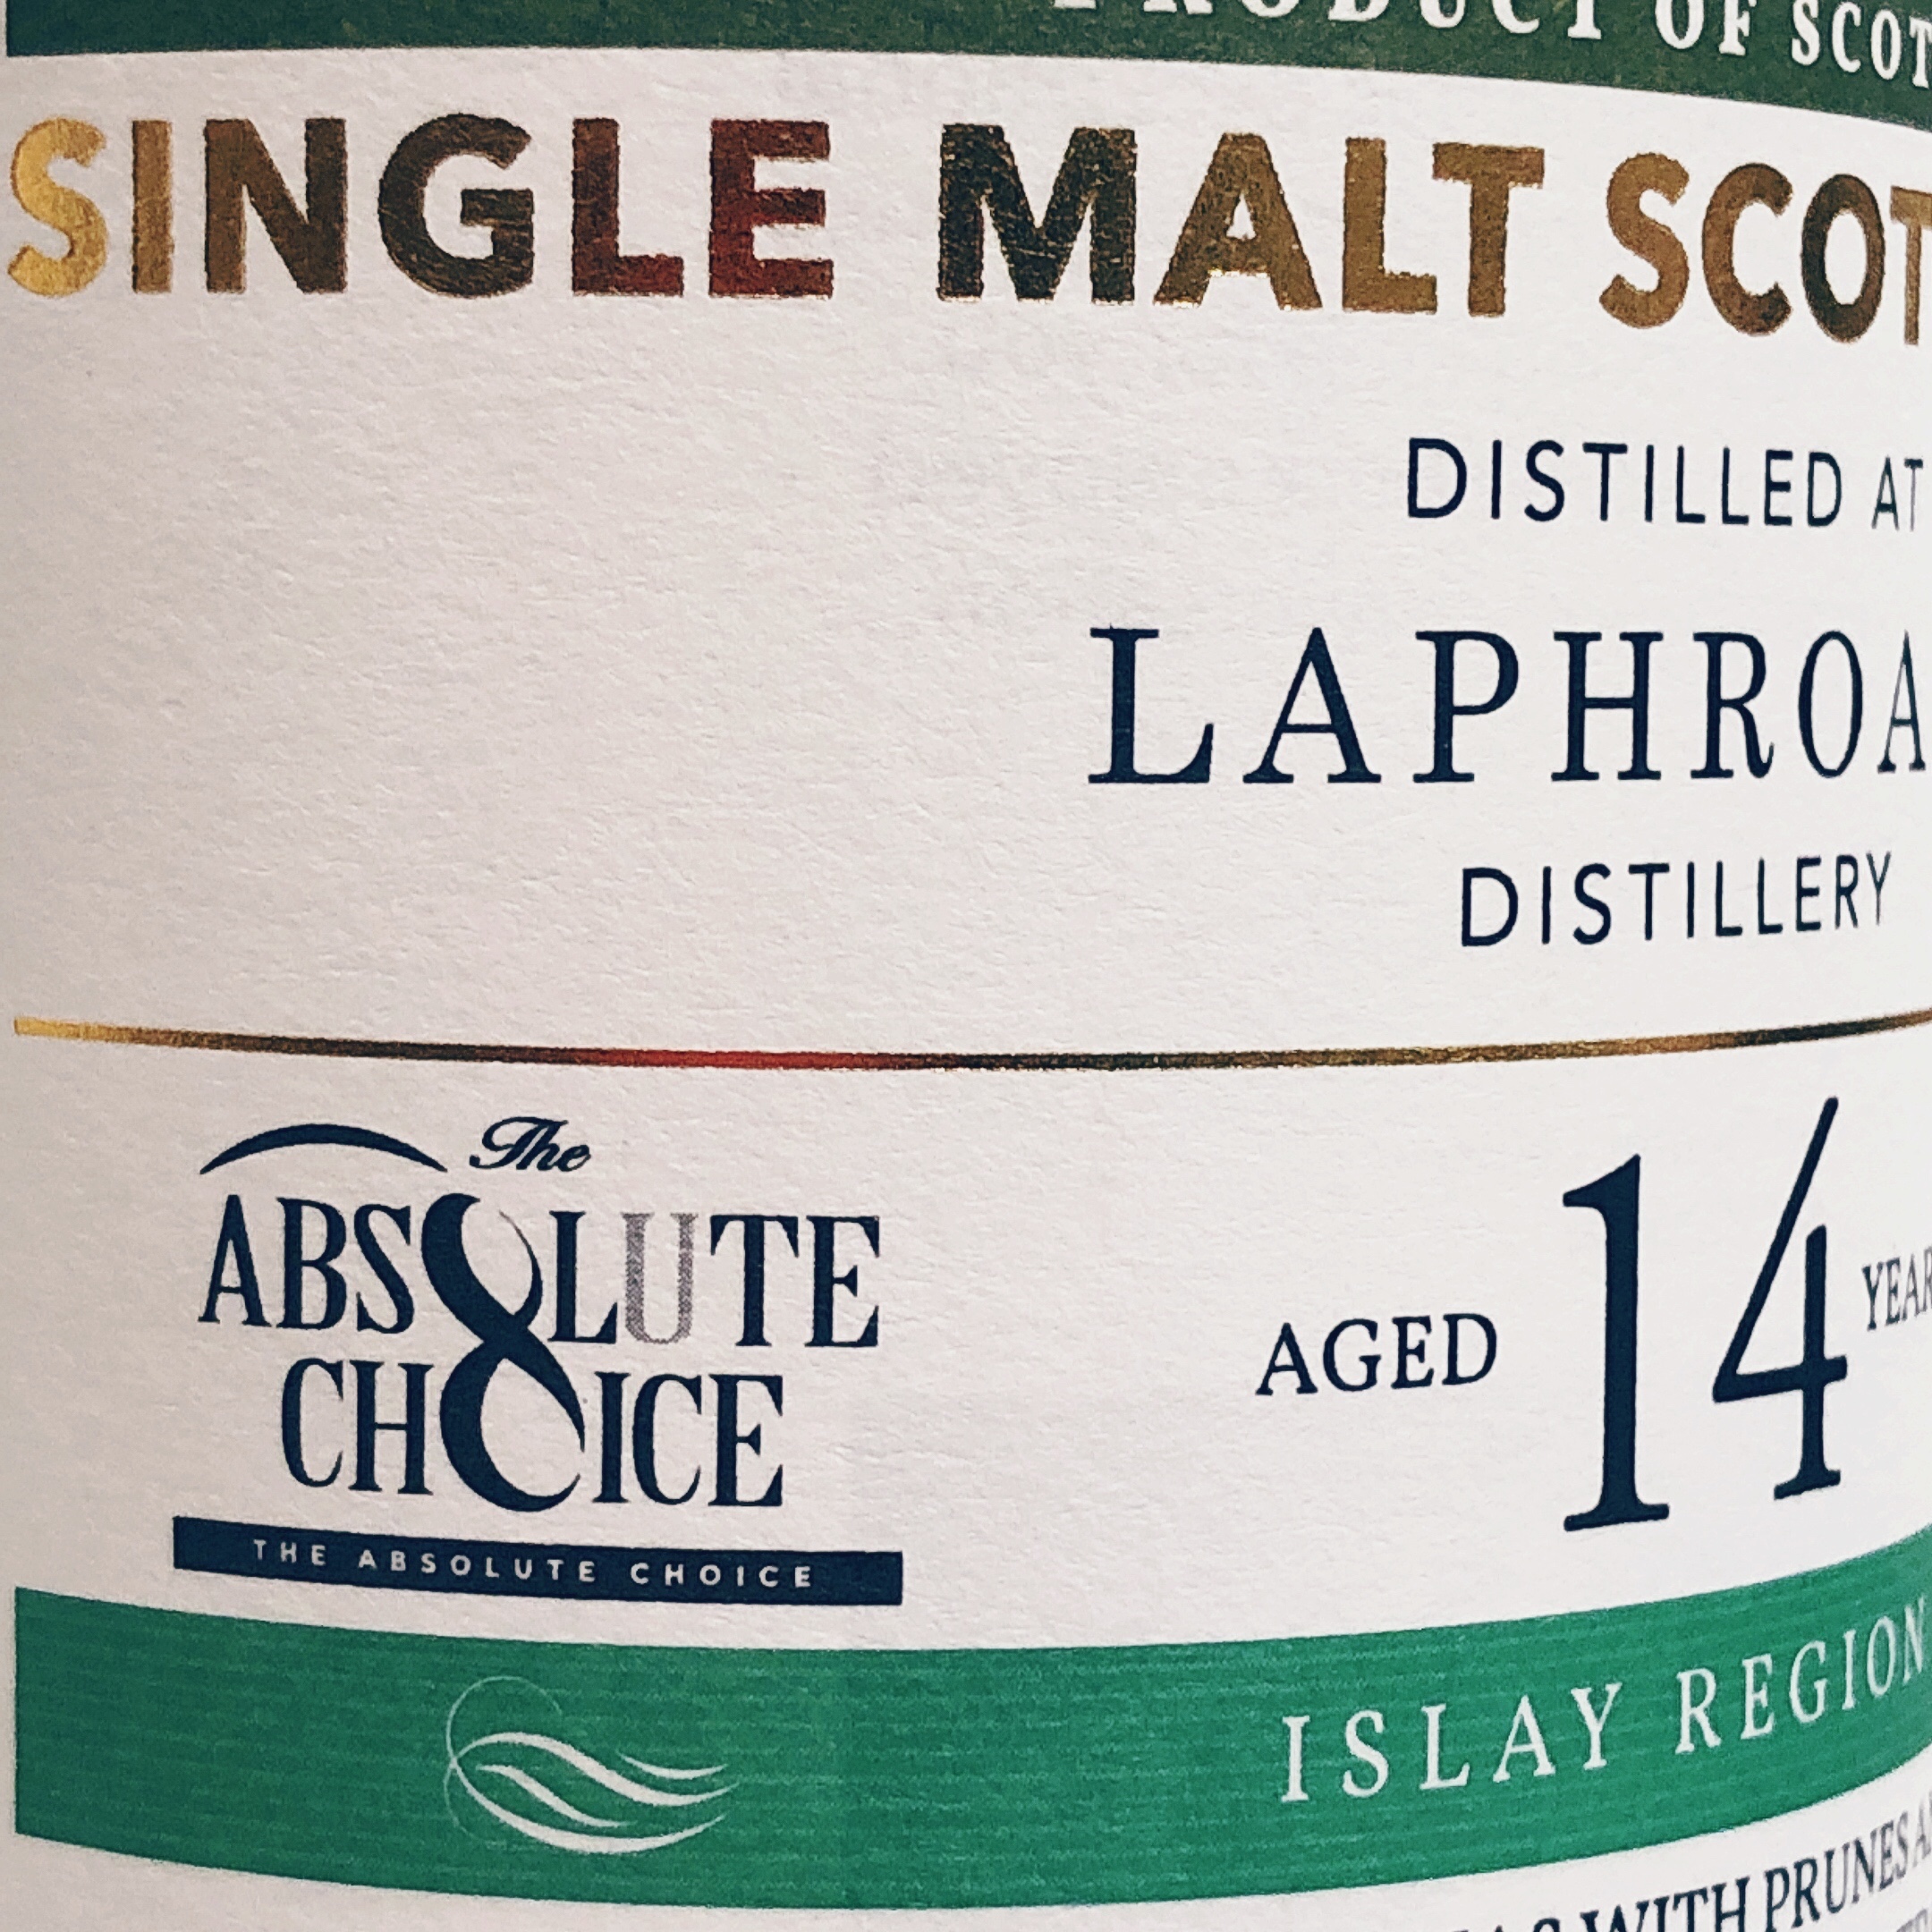 PRODUCT OF SCOT
SINGLE MALT SCOT
DISTILLED AT
LAPHROA
DISTILLERY
The
ABSOLUTE
CHOICE
THE ABSOLUTE CHOICE
AGED 14 YEAR
ISLAY REGION
WITH PRUNES